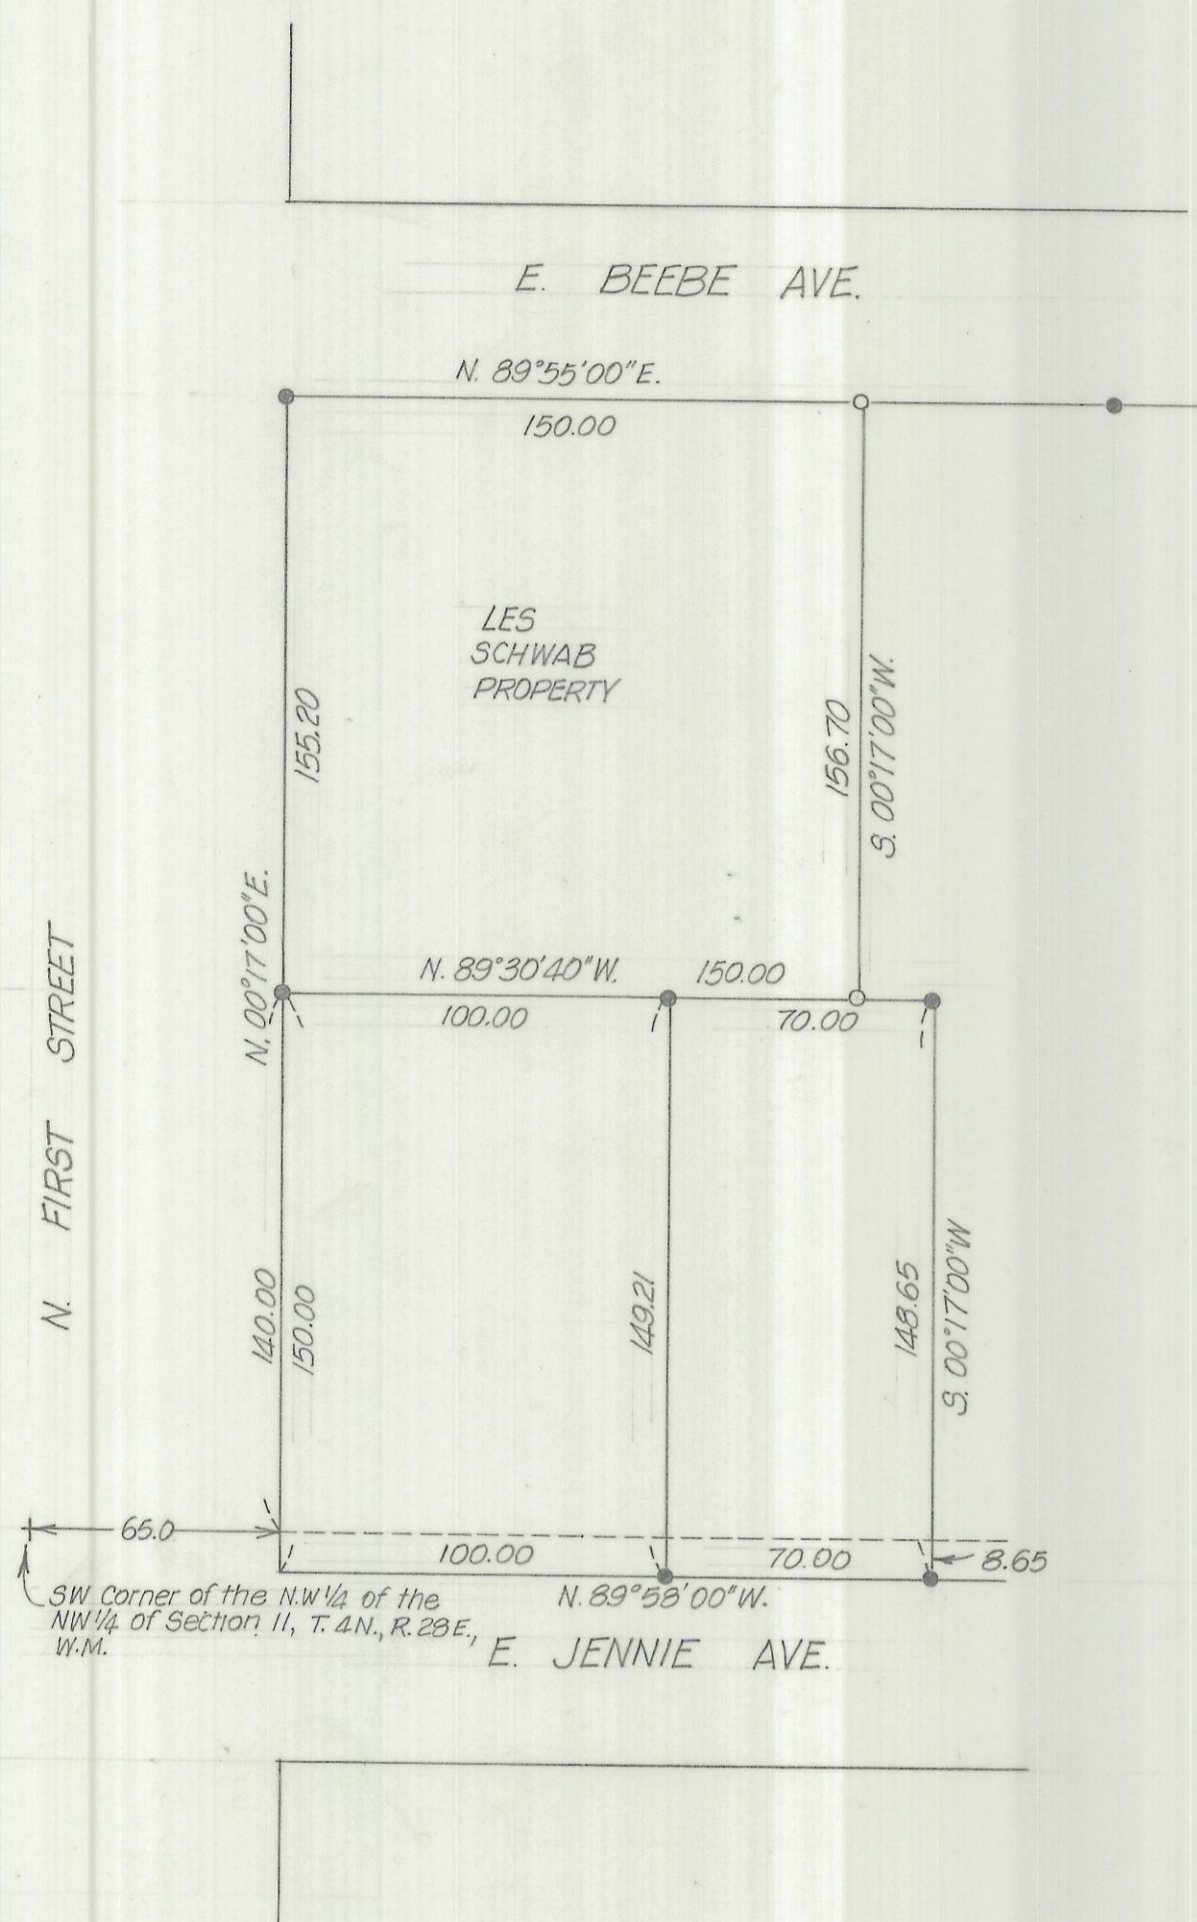 E. BEEBE AVE.
N. 89°55'00"E.
150.00
LES
SCHWAB
PROPERTY
155.20
156.70
S. 00°17'00"W.
N. 00°17'00"E.
N. FIRST STREET
N. 89°30'40"W.
150.00
100.00
70.00
140.00
150.00
149.21
148.65
S. 00°17'00"W
65.0
100.00
70.00
8.65
N. 89°58'00"W.
SW Corner of the N.W 1/4 of the
NW 1/4 of Section 11, T. 4N., R. 28E.,
W.M.
E. JENNIE AVE.